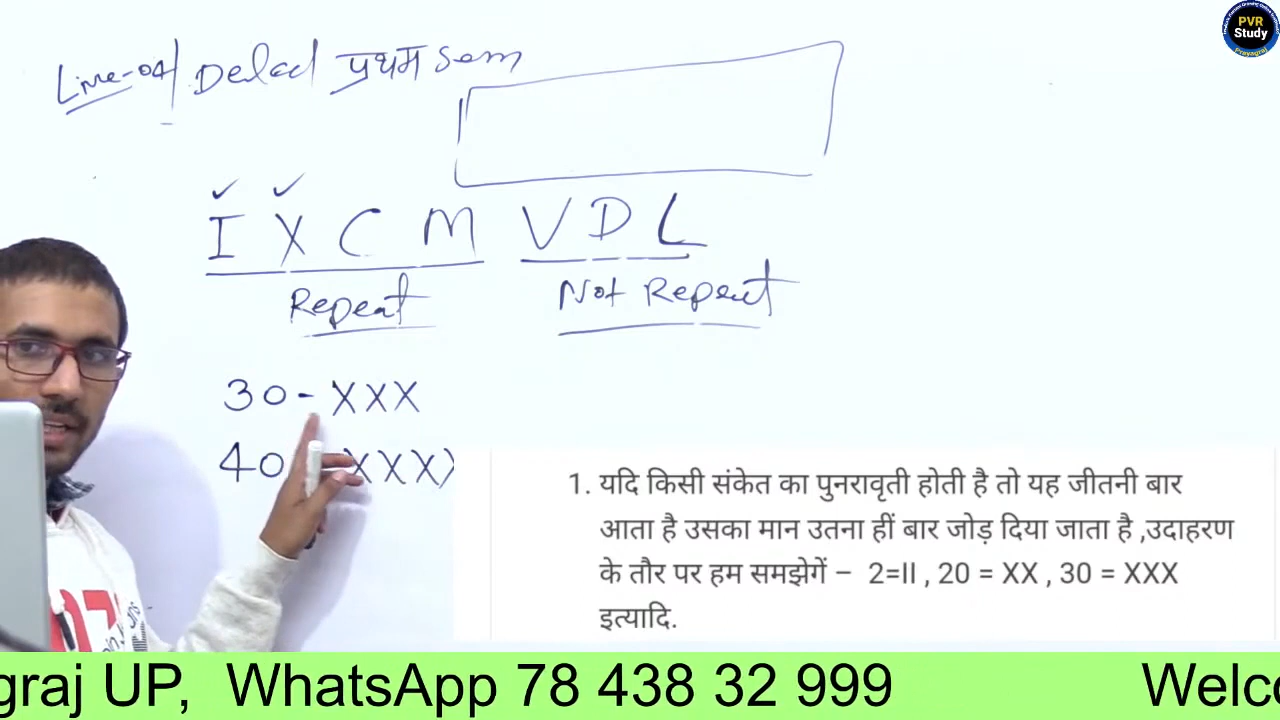 PVR
Study
Live-04 Deled प्रथम Sem
I X C M V D L
Repeat Not Repeat
30 - XXX
40 - XXXX
1. यदि किसी संकेत का पुनरावृती होती है तो यह जीतनी बार
आता है उसका मान उतना हीं बार जोड़ दिया जाता है ,उदाहरण
के तौर पर हम समझेगें – 2=II , 20 = XX , 30 = XXX
इत्यादि.
graj UP, WhatsApp 78 438 32 999 Welco